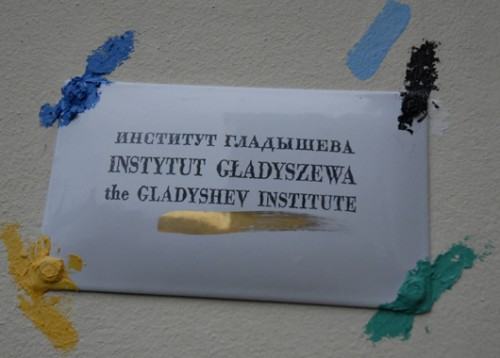 ИНСТИТУТ ГЛАДЫШЕВА
INSTYTUT GŁADYSZEWA
the GLADYSHEV INSTITUTE